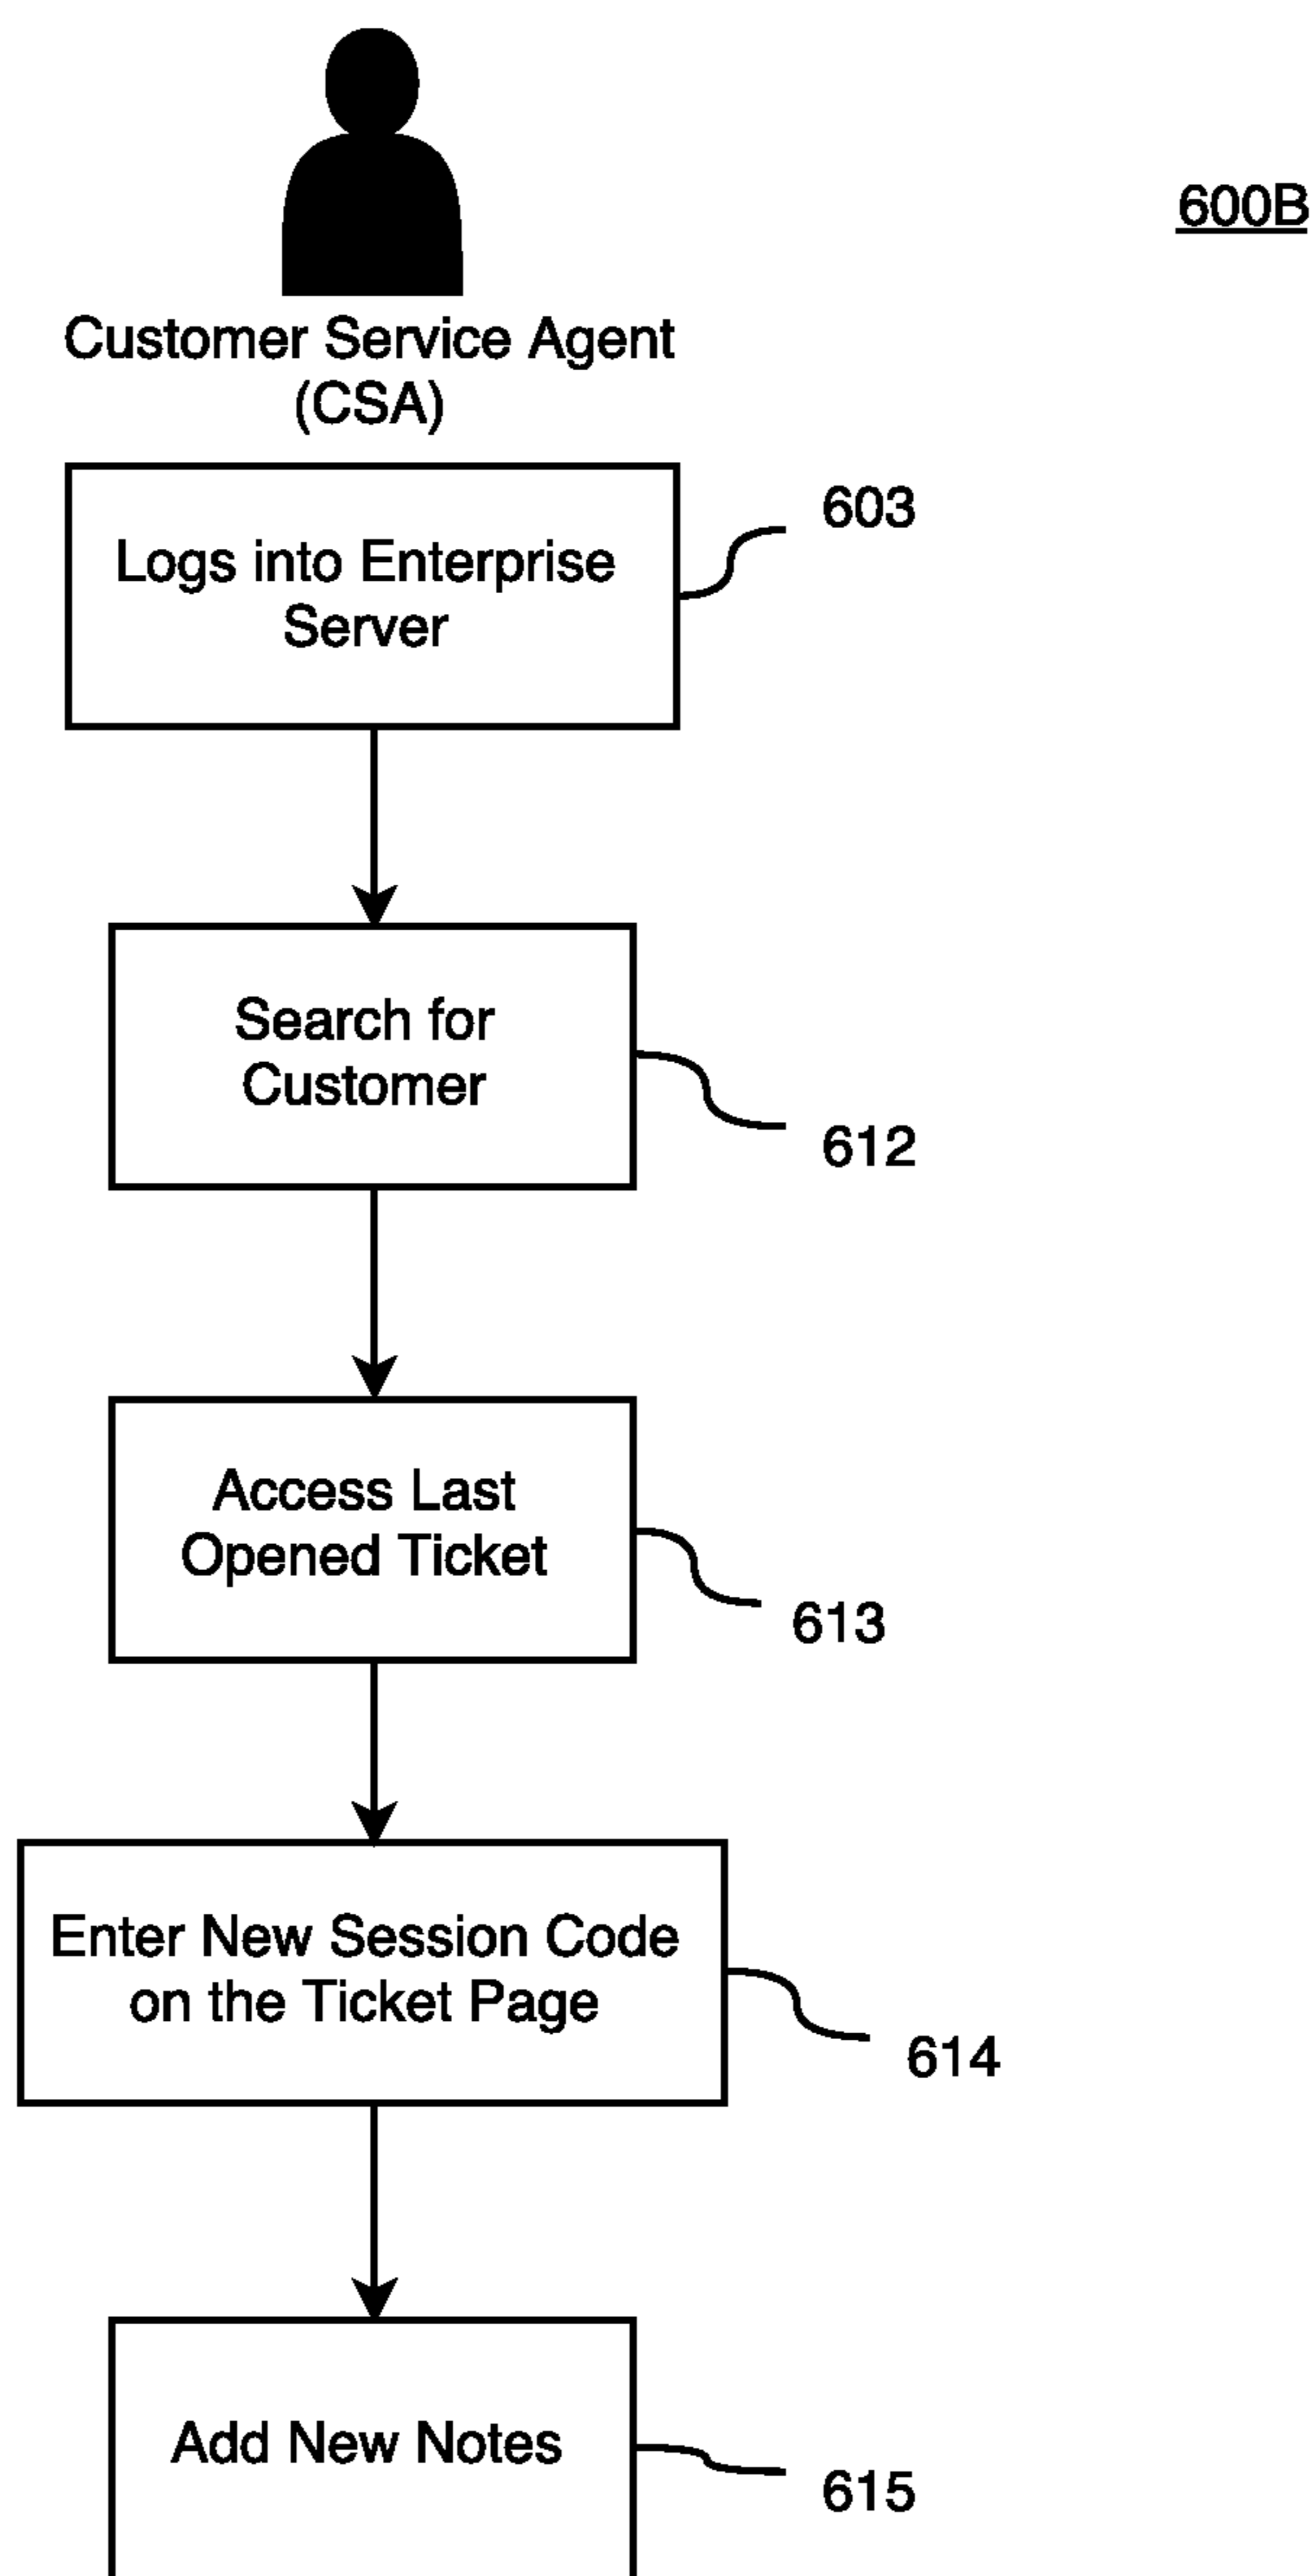 600B
Customer Service Agent
(CSA)
Logs into Enterprise
Server
603
Search for
Customer
612
Access Last
Opened Ticket
613
Enter New Session Code
on the Ticket Page
614
Add New Notes
615